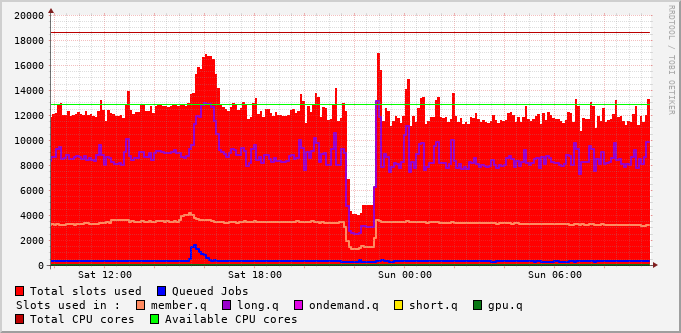 20000
18000
16000
14000
12000
10000
8000
6000
4000
2000
0
Sat 12:00 Sat 18:00 Sun 00:00 Sun 06:00
RRDTOOL / TOBI OETIKER
Total slots used Queued Jobs
Slots used in : member.q long.q ondemand.q short.q gpu.q
Total CPU cores Available CPU cores